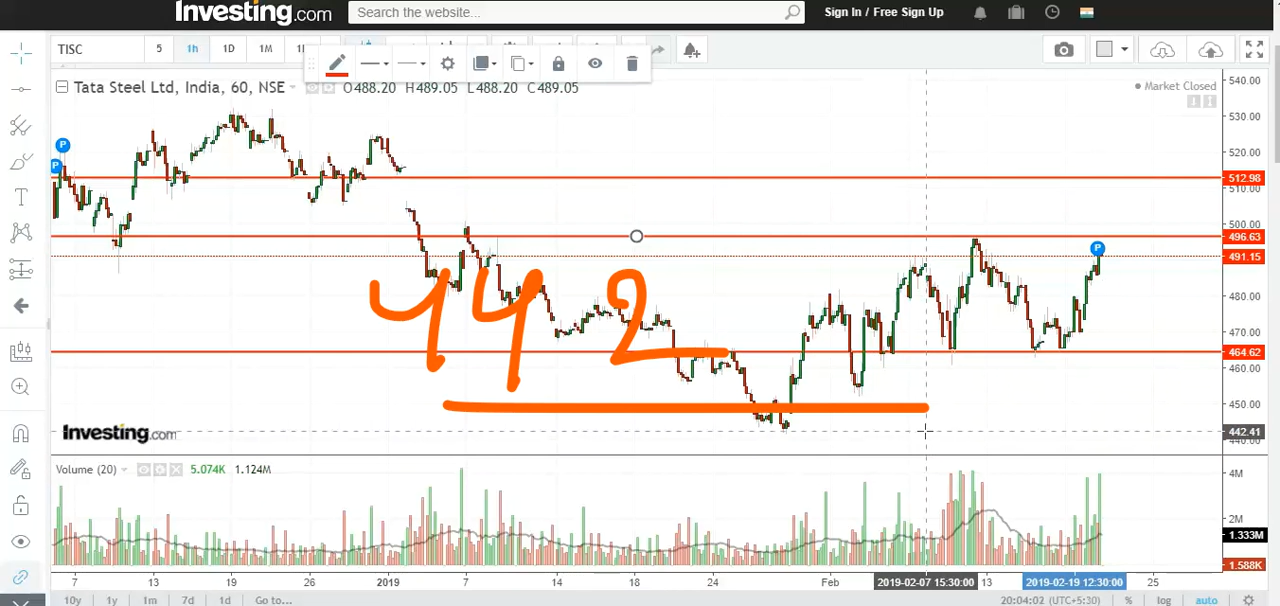 Investing.com
Search the website...
Sign In / Free Sign Up
TISC
5
1h
1D
1M
Tata Steel Ltd, India, 60, NSE
O488.20 H489.05 L488.20 C489.05
Market Closed
540.00
530.00
520.00
512.98
510.00
500.00
496.63
491.15
480.00
470.00
464.62
460.00
450.00
442.41
440.00
P
P
P
442
Investing.com
Volume (20)
5.074K 1.124M
4M
2M
1.333M
1.588K
7
13
19
26
2019
7
14
18
24
Feb
2019-02-07 15:30:00
13
2019-02-19 12:30:00
25
10y
1y
1m
7d
1d
Go to...
20:04:02 (UTC+5:30)
%
log
auto